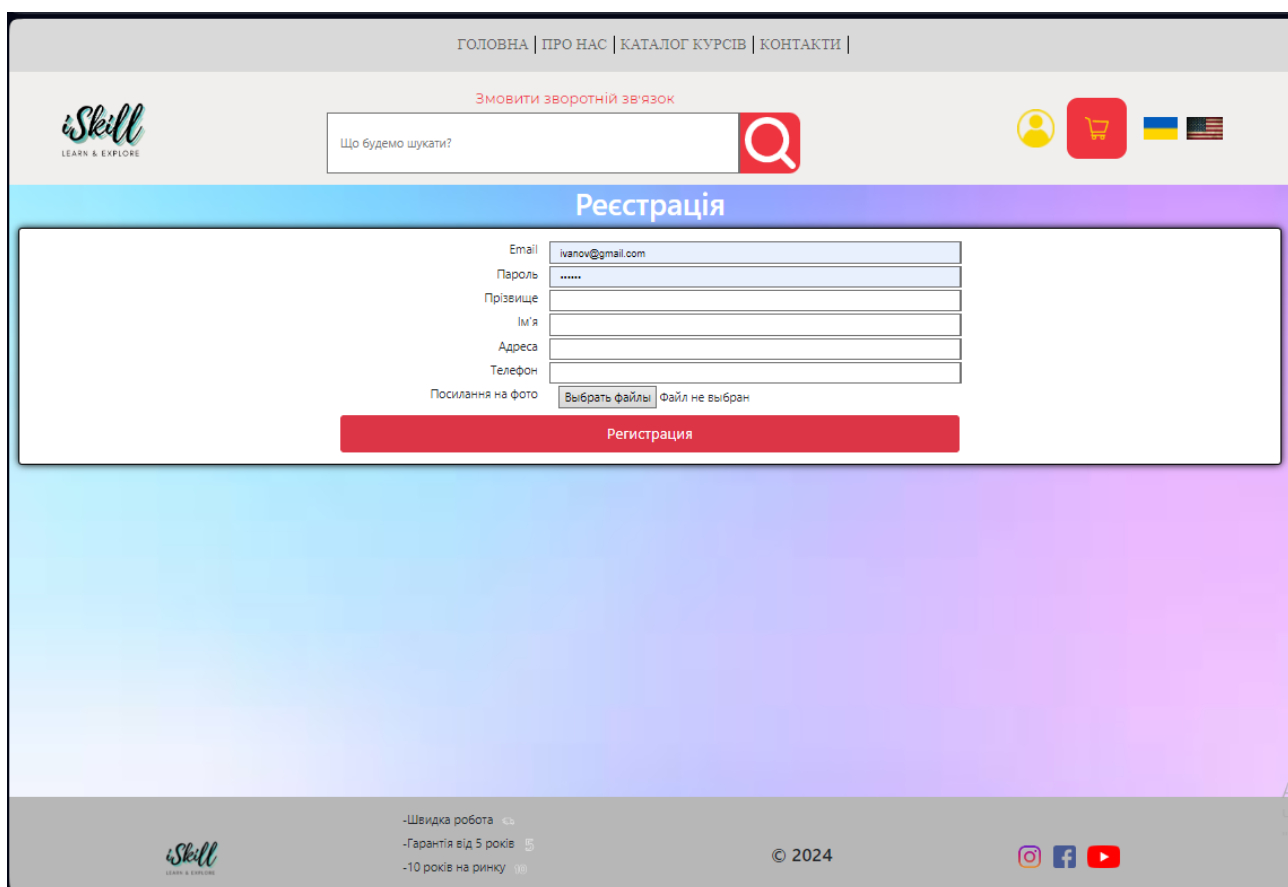 ГОЛОВНА | ПРО НАС | КАТАЛОГ КУРСІВ | КОНТАКТИ |
iSkill
LEARN & EXPLORE
Змовити зворотній зв'язок
Що будемо шукати?
Реєстрація
Email ivanov@gmail.com
Пароль ••••••
Прізвище
Ім'я
Адреса
Телефон
Посилання на фото Выбрать файлы Файл не выбран
Регистрация
iSkill
LEARN & EXPLORE
-Швидка робота
-Гарантія від 5 років
-10 років на ринку
© 2024